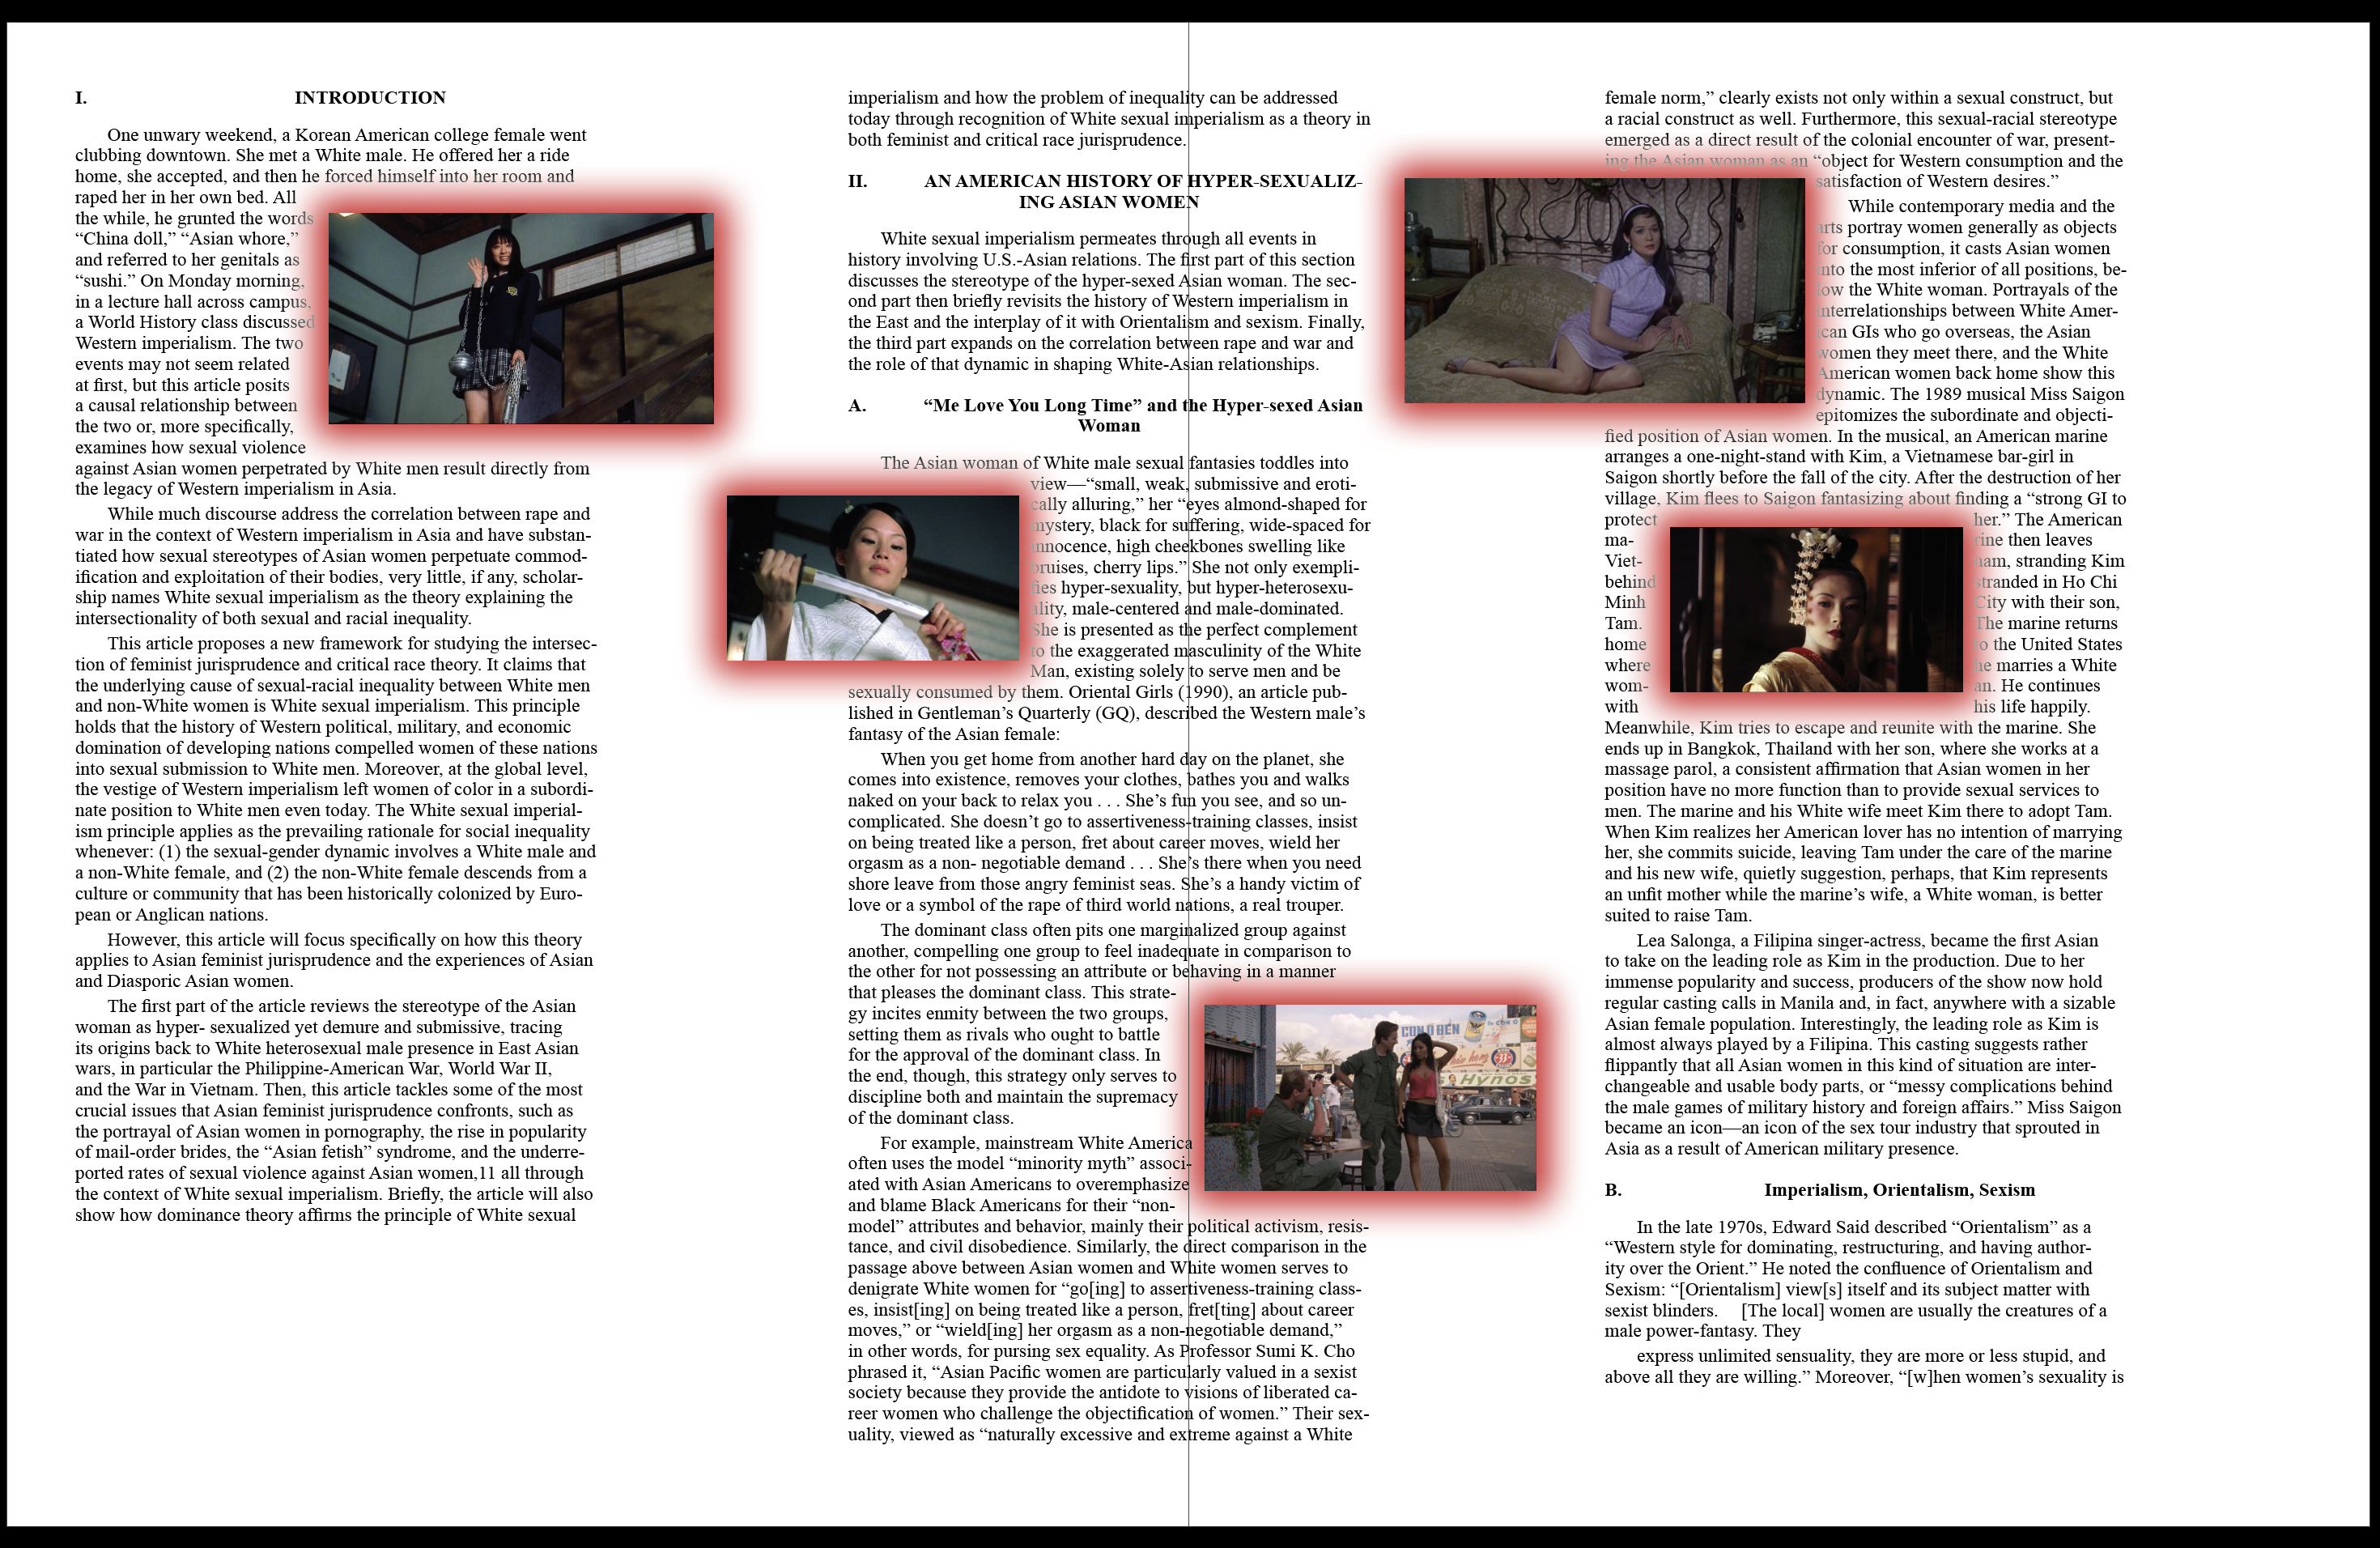 I. INTRODUCTION
One unwary weekend, a Korean American college female went
clubbing downtown. She met a White male. He offered her a ride
home, she accepted, and then he forced himself into her room and
raped her in her own bed. All
the while, he grunted the words
“China doll,” “Asian whore,”
and referred to her genitals as
“sushi.” On Monday morning,
in a lecture hall across campus,
a World History class discussed
Western imperialism. The two
events may not seem related
at first, but this article posits
a causal relationship between
the two or, more specifically,
examines how sexual violence
against Asian women perpetrated by White men result directly from
the legacy of Western imperialism in Asia.
While much discourse address the correlation between rape and
war in the context of Western imperialism in Asia and have substan-
tiated how sexual stereotypes of Asian women perpetuate commod-
ification and exploitation of their bodies, very little, if any, scholar-
ship names White sexual imperialism as the theory explaining the
intersectionality of both sexual and racial inequality.
This article proposes a new framework for studying the intersec-
tion of feminist jurisprudence and critical race theory. It claims that
the underlying cause of sexual-racial inequality between White men
and non-White women is White sexual imperialism. This principle
holds that the history of Western political, military, and economic
domination of developing nations compelled women of these nations
into sexual submission to White men. Moreover, at the global level,
the vestige of Western imperialism left women of color in a subordi-
nate position to White men even today. The White sexual imperial-
ism principle applies as the prevailing rationale for social inequality
whenever: (1) the sexual-gender dynamic involves a White male and
a non-White female, and (2) the non-White female descends from a
culture or community that has been historically colonized by Euro-
pean or Anglican nations.
However, this article will focus specifically on how this theory
applies to Asian feminist jurisprudence and the experiences of Asian
and Diasporic Asian women.
The first part of the article reviews the stereotype of the Asian
woman as hyper- sexualized yet demure and submissive, tracing
its origins back to White heterosexual male presence in East Asian
wars, in particular the Philippine-American War, World War II,
and the War in Vietnam. Then, this article tackles some of the most
crucial issues that Asian feminist jurisprudence confronts, such as
the portrayal of Asian women in pornography, the rise in popularity
of mail-order brides, the “Asian fetish” syndrome, and the underre-
ported rates of sexual violence against Asian women,11 all through
the context of White sexual imperialism. Briefly, the article will also
show how dominance theory affirms the principle of White sexual
imperialism and how the problem of inequality can be addressed
today through recognition of White sexual imperialism as a theory in
both feminist and critical race jurisprudence.
II. AN AMERICAN HISTORY OF HYPER-SEXUALIZ-
ING ASIAN WOMEN
White sexual imperialism permeates through all events in
history involving U.S.-Asian relations. The first part of this section
discusses the stereotype of the hyper-sexed Asian woman. The sec-
ond part then briefly revisits the history of Western imperialism in
the East and the interplay of it with Orientalism and sexism. Finally,
the third part expands on the correlation between rape and war and
the role of that dynamic in shaping White-Asian relationships.
A. “Me Love You Long Time” and the Hyper-sexed Asian
Woman
The Asian woman of White male sexual fantasies toddles into
view—“small, weak, submissive and eroti-
cally alluring,” her “eyes almond-shaped for
mystery, black for suffering, wide-spaced for
innocence, high cheekbones swelling like
bruises, cherry lips.” She not only exempli-
fies hyper-sexuality, but hyper-heterosexu-
ality, male-centered and male-dominated.
She is presented as the perfect complement
to the exaggerated masculinity of the White
Man, existing solely to serve men and be
sexually consumed by them. Oriental Girls (1990), an article pub-
lished in Gentleman’s Quarterly (GQ), described the Western male’s
fantasy of the Asian female:
When you get home from another hard day on the planet, she
comes into existence, removes your clothes, bathes you and walks
naked on your back to relax you . . . She’s fun you see, and so un-
complicated. She doesn’t go to assertiveness-training classes, insist
on being treated like a person, fret about career moves, wield her
orgasm as a non- negotiable demand . . . She’s there when you need
shore leave from those angry feminist seas. She’s a handy victim of
love or a symbol of the rape of third world nations, a real trouper.
The dominant class often pits one marginalized group against
another, compelling one group to feel inadequate in comparison to
the other for not possessing an attribute or behaving in a manner
that pleases the dominant class. This strate-
gy incites enmity between the two groups,
setting them as rivals who ought to battle
for the approval of the dominant class. In
the end, though, this strategy only serves to
discipline both and maintain the supremacy
of the dominant class.
For example, mainstream White America
often uses the model “minority myth” associ-
ated with Asian Americans to overemphasize
and blame Black Americans for their “non-
model” attributes and behavior, mainly their political activism, resis-
tance, and civil disobedience. Similarly, the direct comparison in the
passage above between Asian women and White women serves to
denigrate White women for “go[ing] to assertiveness-training class-
es, insist[ing] on being treated like a person, fret[ting] about career
moves,” or “wield[ing] her orgasm as a non-negotiable demand,”
in other words, for pursing sex equality. As Professor Sumi K. Cho
phrased it, “Asian Pacific women are particularly valued in a sexist
society because they provide the antidote to visions of liberated ca-
reer women who challenge the objectification of women.” Their sex-
uality, viewed as “naturally excessive and extreme against a White
CON Ở ĐÈN
33
Hynos
female norm,” clearly exists not only within a sexual construct, but
a racial construct as well. Furthermore, this sexual-racial stereotype
emerged as a direct result of the colonial encounter of war, present-
ing the Asian woman as an “object for Western consumption and the
satisfaction of Western desires.”
While contemporary media and the
arts portray women generally as objects
for consumption, it casts Asian women
into the most inferior of all positions, be-
low the White woman. Portrayals of the
interrelationships between White Amer-
ican GIs who go overseas, the Asian
women they meet there, and the White
American women back home show this
dynamic. The 1989 musical Miss Saigon
epitomizes the subordinate and objecti-
fied position of Asian women. In the musical, an American marine
arranges a one-night-stand with Kim, a Vietnamese bar-girl in
Saigon shortly before the fall of the city. After the destruction of her
village, Kim flees to Saigon fantasizing about finding a “strong GI to
protect her.” The American
ma- rine then leaves
Viet- nam, stranding Kim
behind stranded in Ho Chi
Minh City with their son,
Tam. The marine returns
home to the United States
where he marries a White
wom- an. He continues
with his life happily.
Meanwhile, Kim tries to escape and reunite with the marine. She
ends up in Bangkok, Thailand with her son, where she works at a
massage parol, a consistent affirmation that Asian women in her
position have no more function than to provide sexual services to
men. The marine and his White wife meet Kim there to adopt Tam.
When Kim realizes her American lover has no intention of marrying
her, she commits suicide, leaving Tam under the care of the marine
and his new wife, quietly suggestion, perhaps, that Kim represents
an unfit mother while the marine’s wife, a White woman, is better
suited to raise Tam.
Lea Salonga, a Filipina singer-actress, became the first Asian
to take on the leading role as Kim in the production. Due to her
immense popularity and success, producers of the show now hold
regular casting calls in Manila and, in fact, anywhere with a sizable
Asian female population. Interestingly, the leading role as Kim is
almost always played by a Filipina. This casting suggests rather
flippantly that all Asian women in this kind of situation are inter-
changeable and usable body parts, or “messy complications behind
the male games of military history and foreign affairs.” Miss Saigon
became an icon—an icon of the sex tour industry that sprouted in
Asia as a result of American military presence.
B. Imperialism, Orientalism, Sexism
In the late 1970s, Edward Said described “Orientalism” as a
“Western style for dominating, restructuring, and having author-
ity over the Orient.” He noted the confluence of Orientalism and
Sexism: “[Orientalism] view[s] itself and its subject matter with
sexist blinders. [The local] women are usually the creatures of a
male power-fantasy. They
express unlimited sensuality, they are more or less stupid, and
above all they are willing.” Moreover, “[w]hen women’s sexuality is